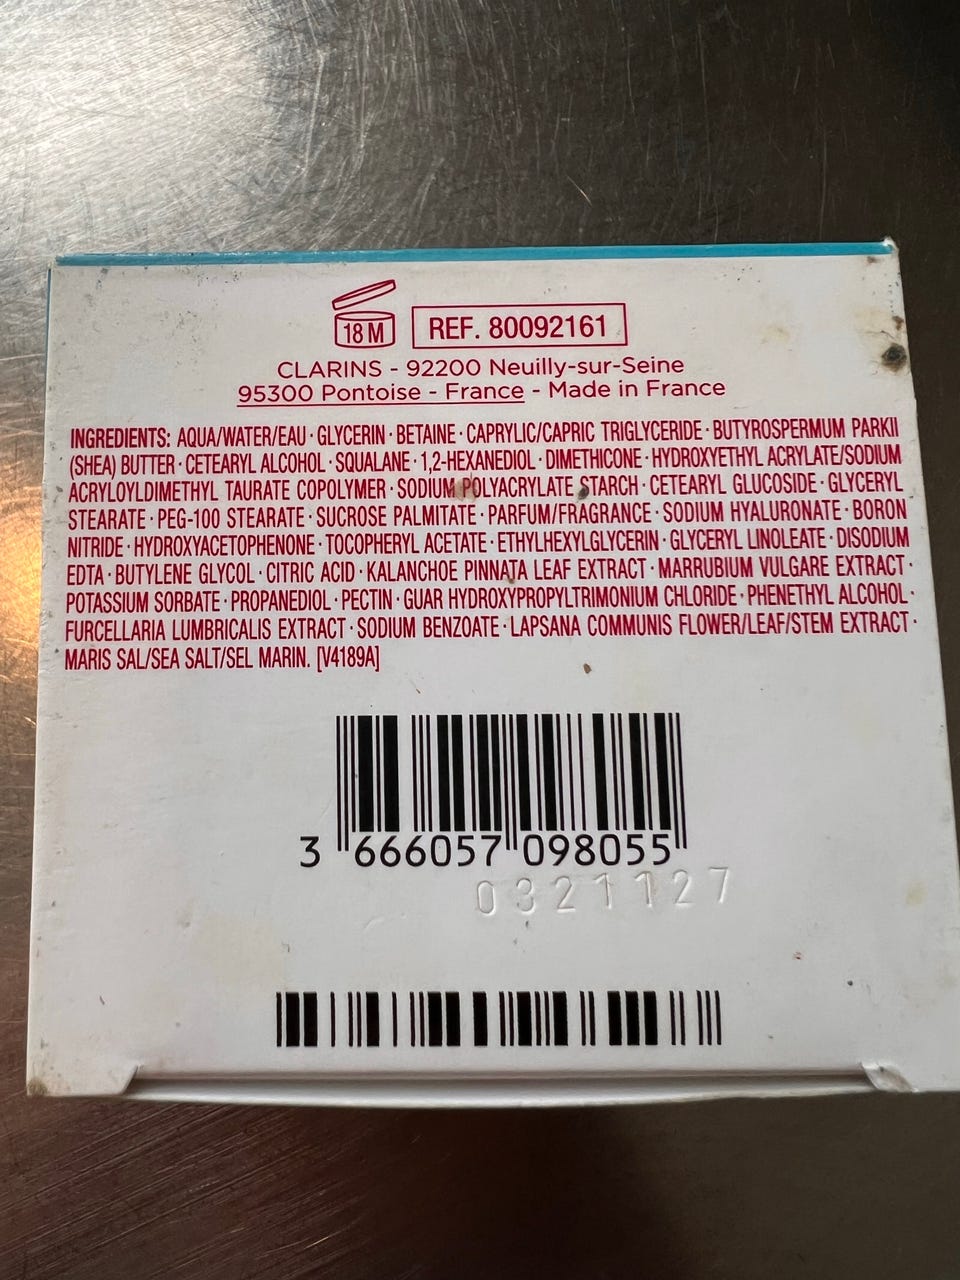 18 M
REF. 80092161
CLARINS - 92200 Neuilly-sur-Seine
95300 Pontoise - France - Made in France
INGREDIENTS: AQUA/WATER/EAU · GLYCERIN · BETAINE · CAPRYLIC/CAPRIC TRIGLYCERIDE · BUTYROSPERMUM PARKII
(SHEA) BUTTER · CETEARYL ALCOHOL · SQUALANE · 1,2-HEXANEDIOL · DIMETHICONE · HYDROXYETHYL ACRYLATE/SODIUM
ACRYLOYLDIMETHYL TAURATE COPOLYMER · SODIUM POLYACRYLATE STARCH · CETEARYL GLUCOSIDE · GLYCERYL
STEARATE · PEG-100 STEARATE · SUCROSE PALMITATE · PARFUM/FRAGRANCE · SODIUM HYALURONATE · BORON
NITRIDE · HYDROXYACETOPHENONE · TOCOPHERYL ACETATE · ETHYLHEXYLGLYCERIN · GLYCERYL LINOLEATE · DISODIUM
EDTA · BUTYLENE GLYCOL · CITRIC ACID · KALANCHOE PINNATA LEAF EXTRACT · MARRUBIUM VULGARE EXTRACT ·
POTASSIUM SORBATE · PROPANEDIOL · PECTIN · GUAR HYDROXYPROPYLTRIMONIUM CHLORIDE · PHENETHYL ALCOHOL ·
FURCELLARIA LUMBRICALIS EXTRACT · SODIUM BENZOATE · LAPSANA COMMUNIS FLOWER/LEAF/STEM EXTRACT ·
MARIS SAL/SEA SALT/SEL MARIN. [V4189A]
3 666057 098055
0321127